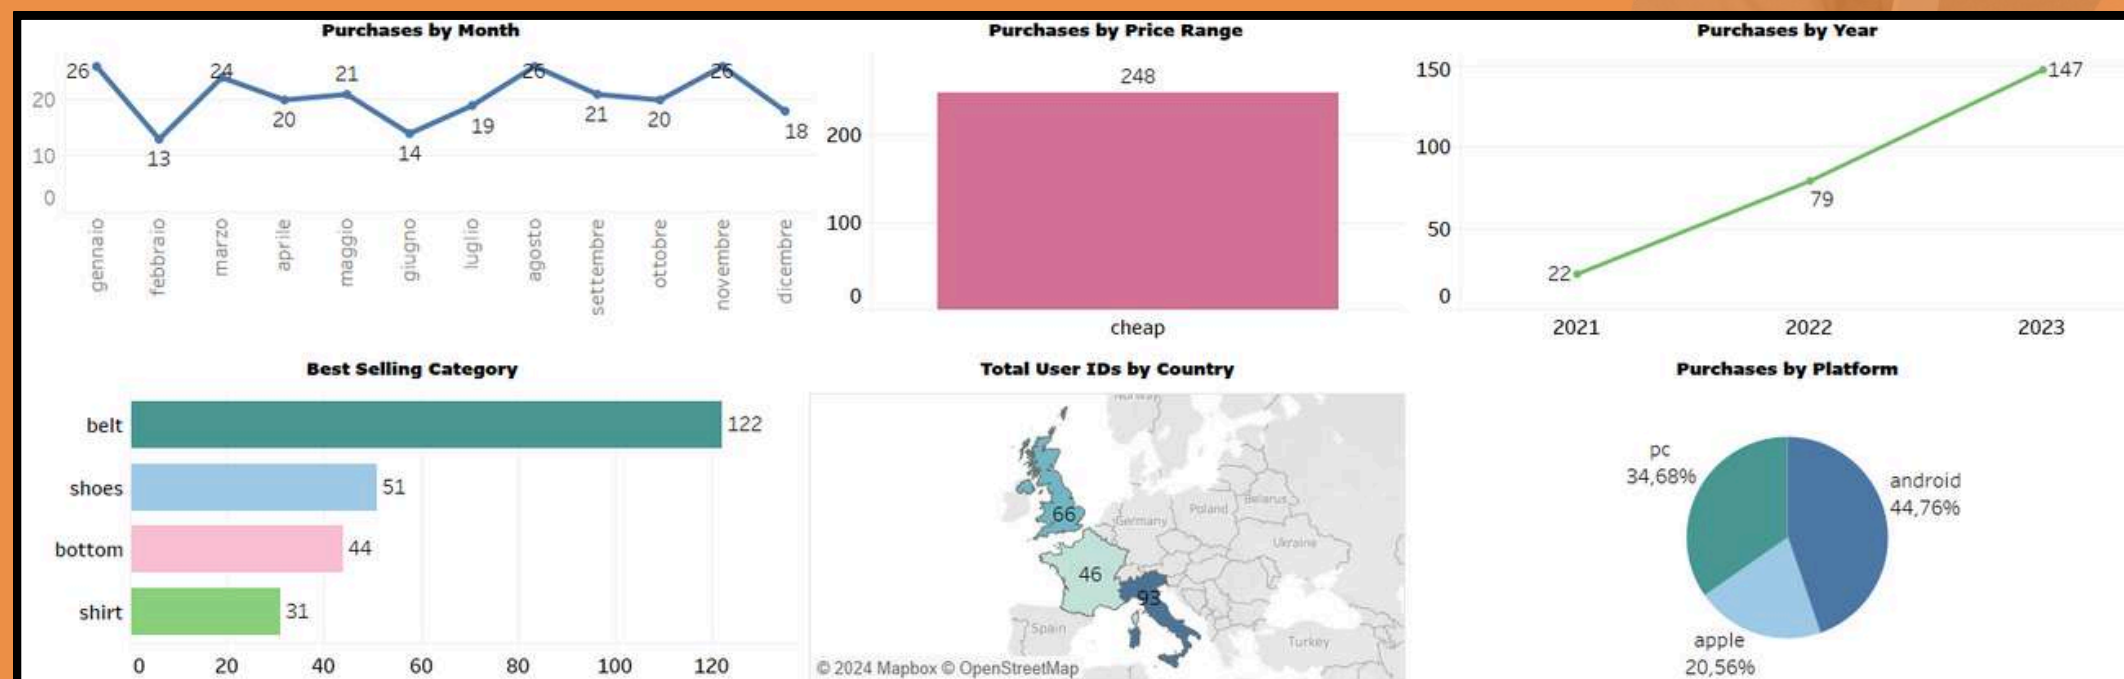 Purchases by Month
26
24
21
26
26
20
20
19
21
20
18
13
14
10
0
gennaio
febbraio
marzo
aprile
maggio
giugno
luglio
agosto
settembre
ottobre
novembre
dicembre
Purchases by Price Range
248
200
100
0
cheap
Purchases by Year
150
147
100
79
50
22
0
2021
2022
2023
Best Selling Category
belt
122
shoes
51
bottom
44
shirt
31
0
20
40
60
80
100
120
Total User IDs by Country
Norway
66
Germany
Poland
Belarus
Ukraine
46
93
Spain
Turkey
© 2024 Mapbox © OpenStreetMap
Purchases by Platform
pc
34,68%
android
44,76%
apple
20,56%